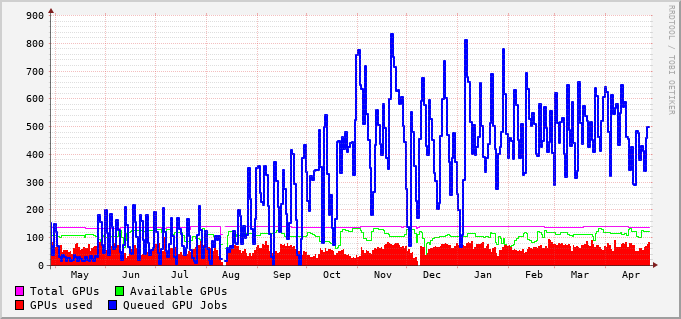 900
800
700
600
500
400
300
200
100
0
May Jun Jul Aug Sep Oct Nov Dec Jan Feb Mar Apr
Total GPUs Available GPUs
GPUs used Queued GPU Jobs
RRDTOOL / TOBI OETIKER